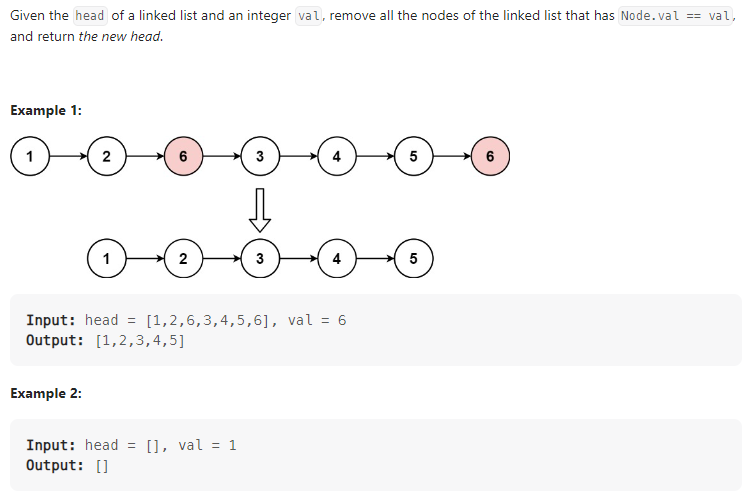 Given the head of a linked list and an integer val, remove all the nodes of the linked list that has Node.val == val,
and return the new head.
Example 1:
1 2 6 3 4 5 6
1 2 3 4 5
Input: head = [1,2,6,3,4,5,6], val = 6
Output: [1,2,3,4,5]
Example 2:
Input: head = [], val = 1
Output: []